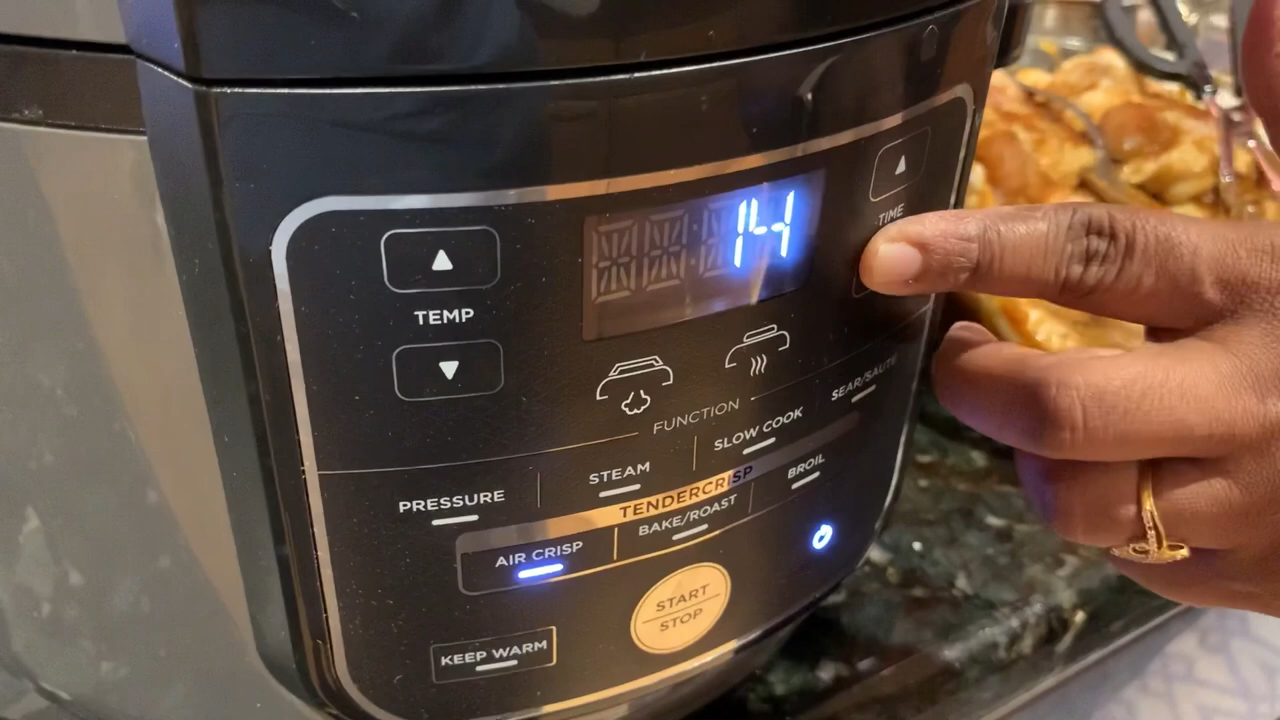 14
TIME
TEMP
FUNCTION
PRESSURE
STEAM
SLOW COOK
SEAR/SAUTÉ
TENDERCRISP
AIR CRISP
BAKE/ROAST
BROIL
START
STOP
KEEP WARM